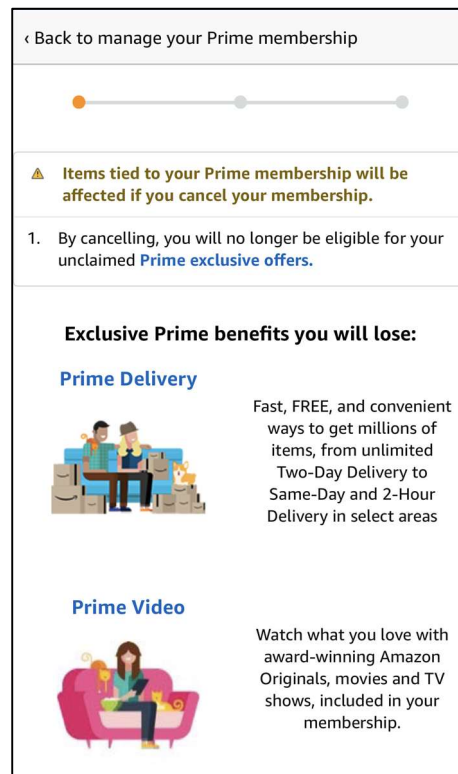 ‹ Back to manage your Prime membership
Items tied to your Prime membership will be
affected if you cancel your membership.
1. By cancelling, you will no longer be eligible for your
unclaimed Prime exclusive offers.
Exclusive Prime benefits you will lose:
Prime Delivery
Fast, FREE, and convenient
ways to get millions of
items, from unlimited
Two-Day Delivery to
Same-Day and 2-Hour
Delivery in select areas
Prime Video
Watch what you love with
award-winning Amazon
Originals, movies and TV
shows, included in your
membership.